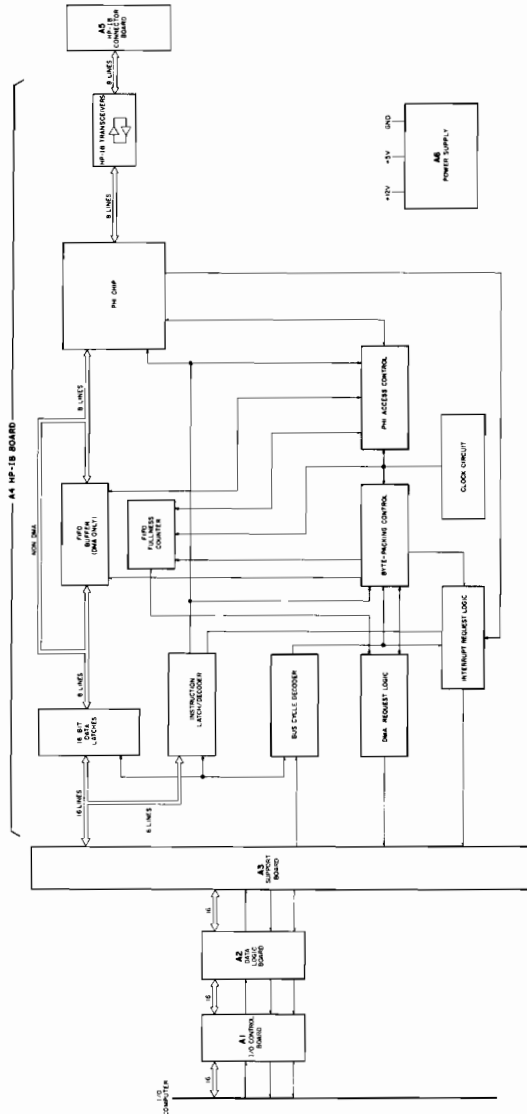 A4 HP-IB BOARD
A5
HP-IB
CONNECTOR
BOARD
8 LINES
HP-IB TRANSCEIVERS
8 LINES
PHI CHIP
8 LINES
NON DMA
FIFO
BUFFER
(DMA ONLY)
8 LINES
16 BIT
DATA
LATCHES
16 LINES
6 LINES
FIFO
FULLNESS
COUNTER
INSTRUCTION
LATCH/DECODER
BUS CYCLE DECODER
DMA REQUEST LOGIC
INTERRUPT REQUEST LOGIC
BYTE-PACKING CONTROL
PHI ACCESS CONTROL
CLOCK CIRCUIT
+12V
+5V
GND
A6
POWER SUPPLY
A3
SUPPORT
BOARD
16
A2
DATA
LOGIC
BOARD
16
A1
I/O CONTROL
BOARD
16
I/O
COMPUTER